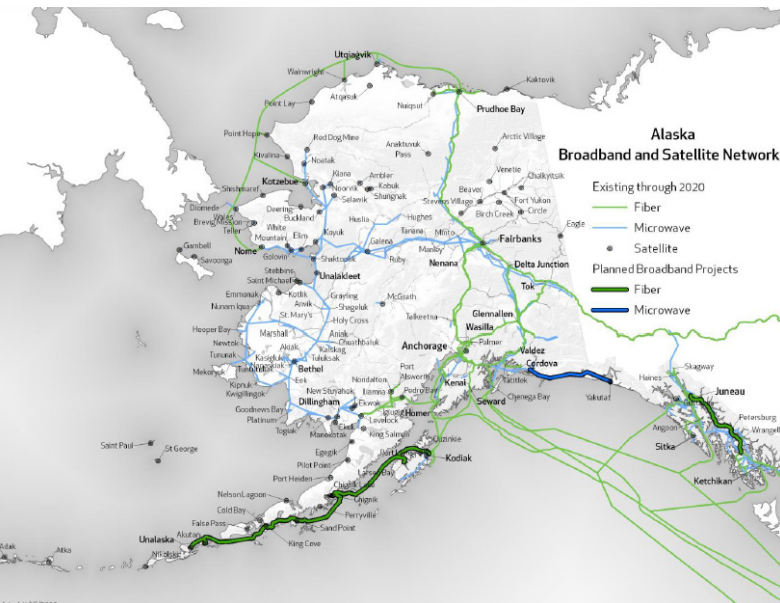 Alaska
Broadband and Satellite Network
Existing through 2020
Fiber
Microwave
Satellite
Planned Broadband Projects
Fiber
Microwave
Utqiaġvik
Wainwright
Atqasuk
Kaktovik
Point Lay
Nuiqsut
Prudhoe Bay
Point Hope
Red Dog Mine
Anaktuvuk
Pass
Arctic Village
Kivalina
Noatak
Venetie
Kotzebue
Kiana
Ambler
Chalkyitsik
Noorvik
Kobuk
Beaver
Shishmaref
Selawik
Shungnak
Stevens Village
Fort Yukon
Diomede
Deering
Birch Creek
Circle
Wales
Buckland
Huslia
Hughes
Brevig Mission
Teller
White
Mountain
Elim
Koyuk
Tanana
Minto
Eagle
Gambell
Nome
Galena
Manley
Fairbanks
Savoonga
Golovin
Shaktoolik
Ruby
Nenana
Delta Junction
Stebbins
Unalakleet
Tok
Saint Michael
Emmonak
Kotlik
Grayling
McGrath
Nunam Iqua
Anvik
Shageluk
St. Mary's
Holy Cross
Talkeetna
Glennallen
Hooper Bay
Marshall
Aniak
Wasilla
Newtok
Akiak
Chuathbaluk
Palmer
Tununak
Kasigluk
Kalskag
Tuluksak
Anchorage
Valdez
Mekoryuk
Bethel
Port
Alsworth
Cordova
Skagway
Kipnuk
Eek
Nondalton
Kenai
Tatitlek
Haines
Kwigillingok
New Stuyahok
Iliamna
Pedro Bay
Chenega Bay
Yakutat
Juneau
Goodnews Bay
Dillingham
Ekwok
Igiugig
Seward
Platinum
Levelock
Homer
Petersburg
Togiak
Manokotak
King Salmon
Ouzinkie
Angoon
Wrangell
Saint Paul
Egegik
Sitka
St George
Pilot Point
Larsen Bay
Kodiak
Port Heiden
Ketchikan
Chignik Lake
Nelson Lagoon
Chignik
Cold Bay
Perryville
False Pass
Sand Point
Unalaska
Akutan
King Cove
Adak
Atka
Nikolski